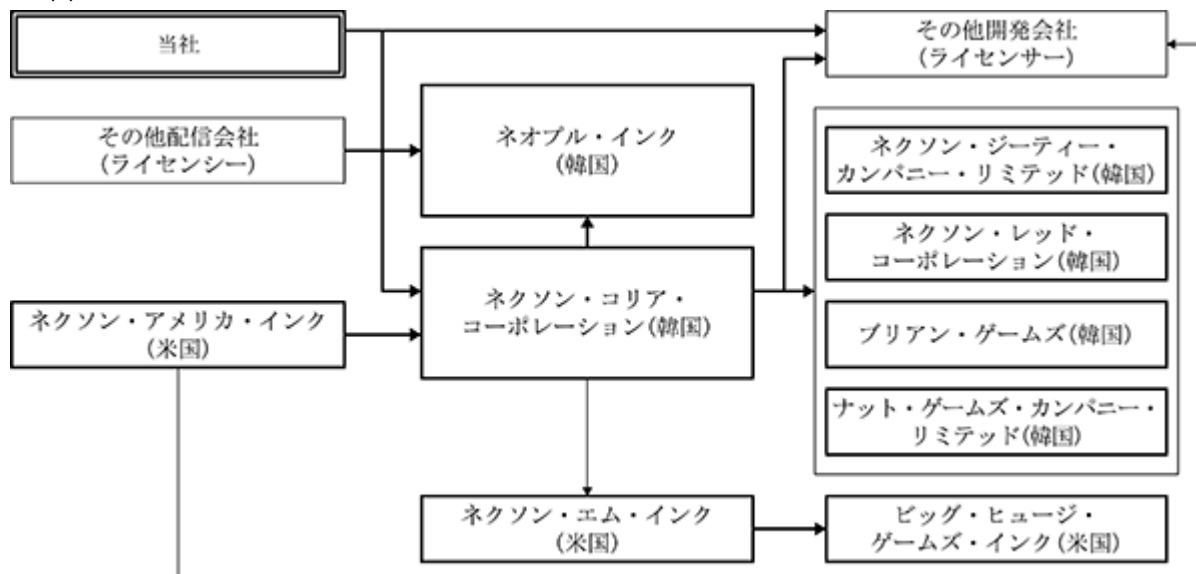 当社
その他開発会社
(ライセンサー)
その他配信会社
(ライセンシー)
ネオプル・インク
(韓国)
ネクソン・ジーティー・
カンパニー・リミテッド(韓国)
ネクソン・レッド・
コーポレーション(韓国)
ネクソン・アメリカ・インク
(米国)
ネクソン・コリア・
コーポレーション(韓国)
ブリアン・ゲームズ(韓国)
ナット・ゲームズ・カンパニー・
リミテッド(韓国)
ネクソン・エム・インク
(米国)
ビッグ・ヒュージ・
ゲームズ・インク(米国)